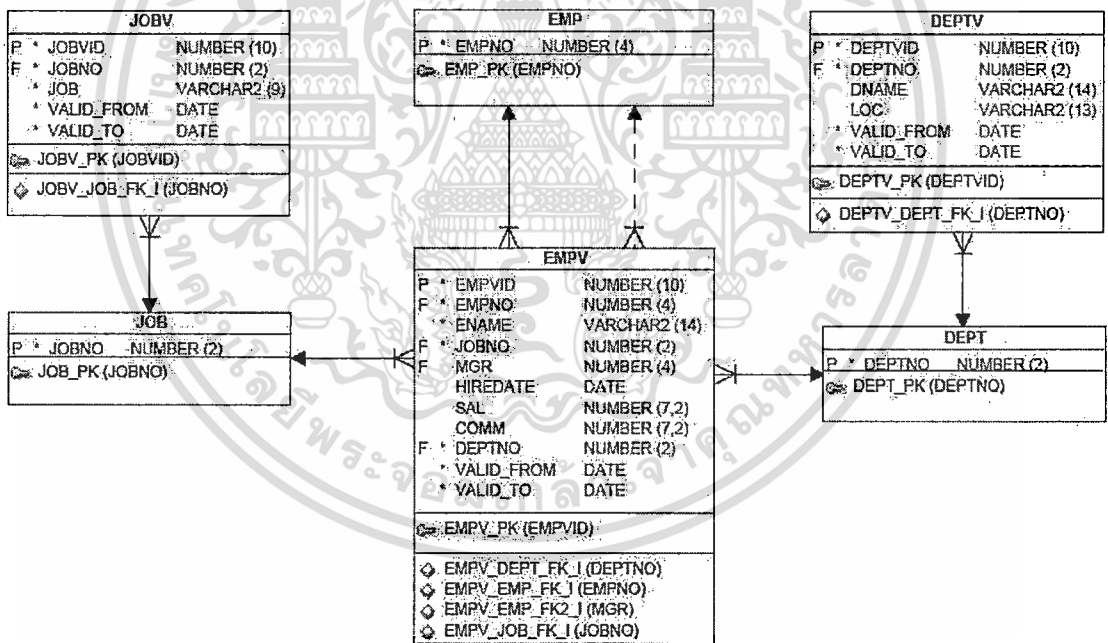 JOBV
P * JOBVID NUMBER (10)
F * JOBNO NUMBER (2)
* JOB VARCHAR2 (9)
* VALID_FROM DATE
* VALID_TO DATE
JOBV_PK (JOBVID)
JOBV_JOB_FK_I (JOBNO)
EMP
P * EMPNO NUMBER (4)
EMP_PK (EMPNO)
DEPTV
P * DEPTVID NUMBER (10)
F * DEPTNO NUMBER (2)
DNAME VARCHAR2 (14)
LOC VARCHAR2 (13)
* VALID_FROM DATE
* VALID_TO DATE
DEPTV_PK (DEPTVID)
DEPTV_DEPT_FK_I (DEPTNO)
JOB
P * JOBNO NUMBER (2)
JOB_PK (JOBNO)
EMPV
P * EMPVID NUMBER (10)
F * EMPNO NUMBER (4)
* ENAME VARCHAR2 (14)
F * JOBNO NUMBER (2)
F MGR NUMBER (4)
HIREDATE DATE
SAL NUMBER (7,2)
COMM NUMBER (7,2)
F * DEPTNO NUMBER (2)
* VALID_FROM DATE
* VALID_TO DATE
EMPV_PK (EMPVID)
EMPV_DEPT_FK_I (DEPTNO)
EMPV_EMP_FK_I (EMPNO)
EMPV_EMP_FK2_I (MGR)
EMPV_JOB_FK_I (JOBNO)
DEPT
P * DEPTNO NUMBER (2)
DEPT_PK (DEPTNO)